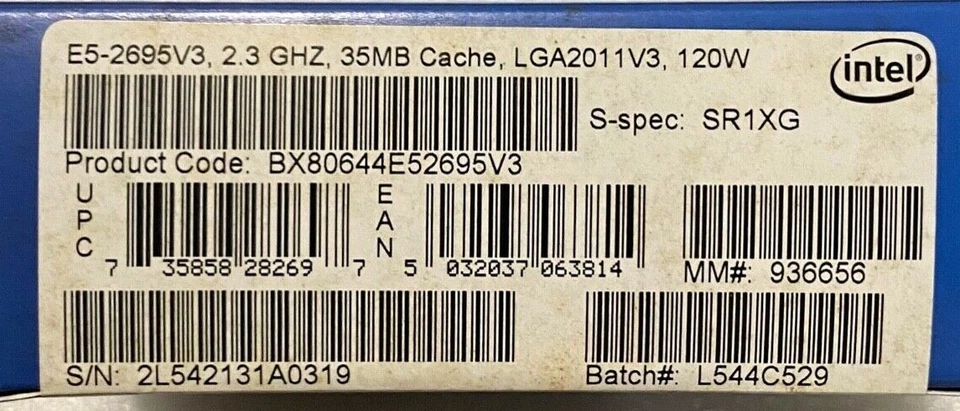 E5-2695V3, 2.3 GHZ, 35MB Cache, LGA2011V3, 120W
intel®
S-spec: SR1XG
Product Code: BX80644E52695V3
UPC
7 35858 28269 7
EAN
5 032037 063814
MM#: 936656
S/N: 2L542131A0319
Batch#: L544C529